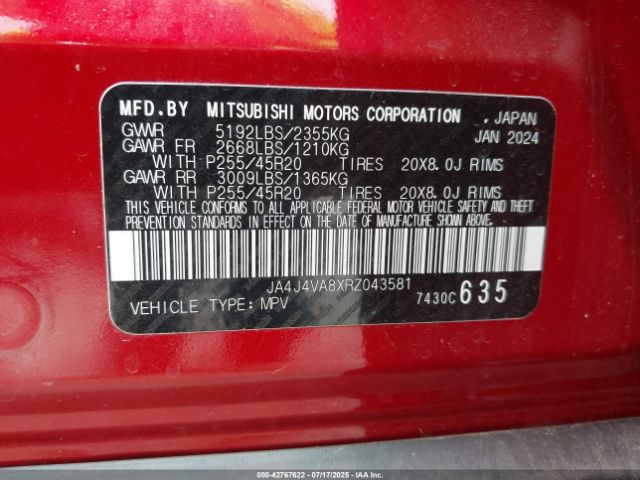 MFD.BY MITSUBISHI MOTORS CORPORATION , JAPAN
GVWR 5192LBS/2355KG JAN 2024
GAWR FR 2668LBS/1210KG
WITH P255/45R20 TIRES 20X8.0J RIMS
GAWR RR 3009LBS/1365KG
WITH P255/45R20 TIRES 20X8.0J RIMS
THIS VEHICLE CONFORMS TO ALL APPLICABLE FEDERAL MOTOR VEHICLE SAFETY AND THEFT
PREVENTION STANDARDS IN EFFECT ON THE DATE OF MANUFACTURE SHOWN ABOVE.
JA4J4VA8XRZ043581
VEHICLE TYPE:MPV 7430C 635
000-42767622 | 07/17/2025 | Copyright © IAA, LLC